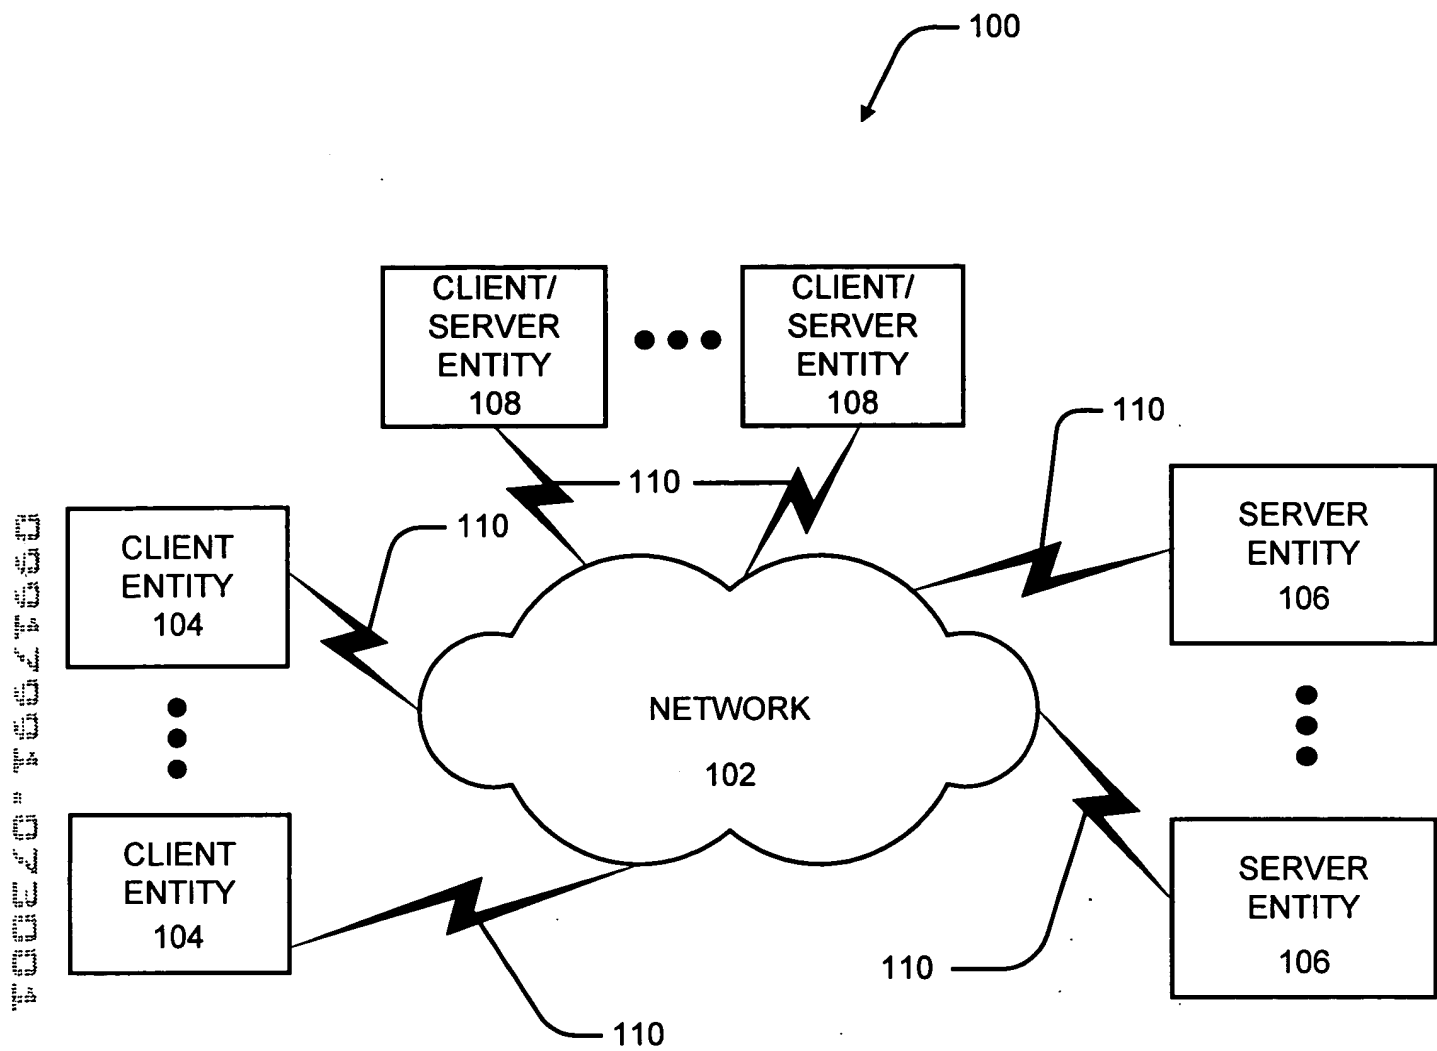 100
CLIENT/
SERVER
ENTITY
108
CLIENT/
SERVER
ENTITY
108
110
110
110
CLIENT
ENTITY
104
SERVER
ENTITY
106
NETWORK
102
CLIENT
ENTITY
104
SERVER
ENTITY
106
110
110